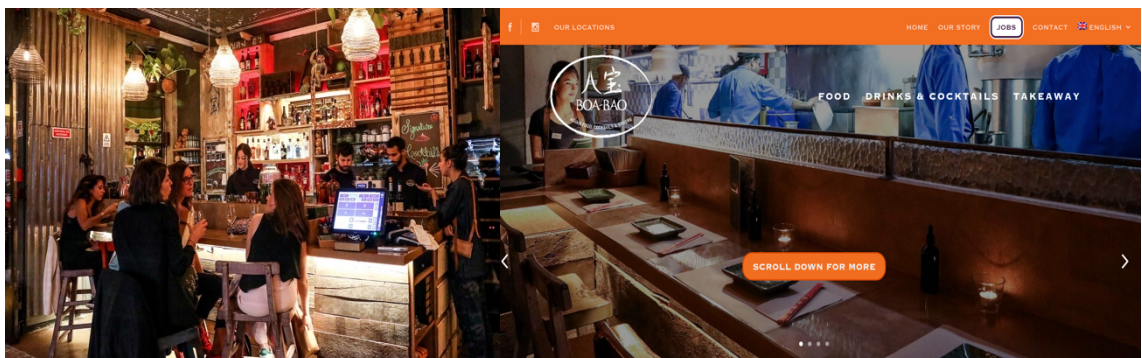 Signature
Cocktails
OUR LOCATIONS
HOME OUR STORY JOBS CONTACT ENGLISH
八宝
BOA-BAO
FOOD DRINKS & COCKTAILS TAKEAWAY
SCROLL DOWN FOR MORE